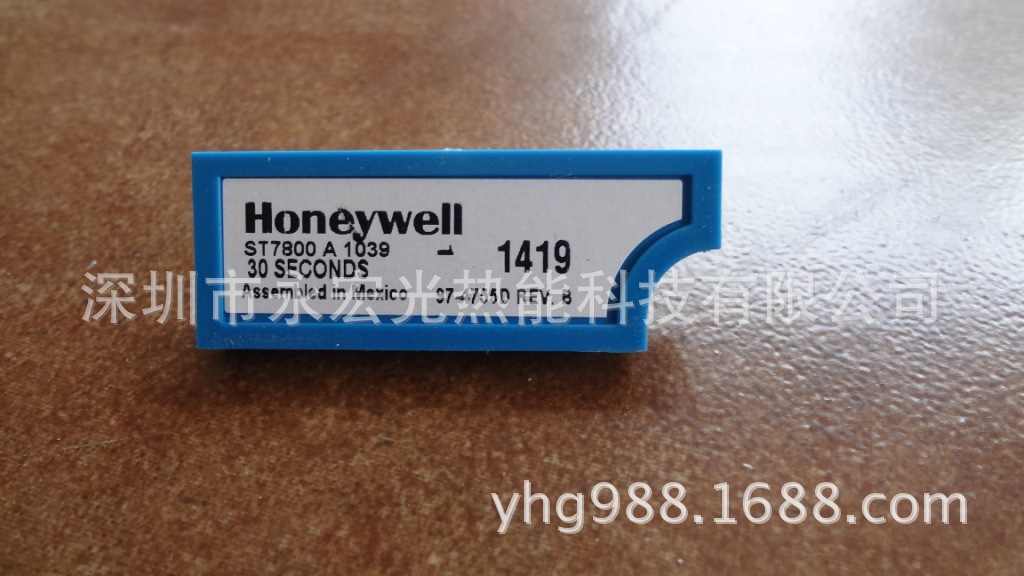 Honeywell
ST7800 A 1039 - 1419
30 SECONDS
Assembled in Mexico REV. B
深圳市永宏光热能科技有限公司
yhg988.1688.com